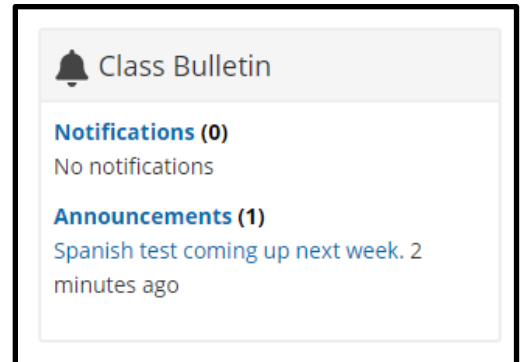 Class Bulletin
Notifications (0)
No notifications
Announcements (1)
Spanish test coming up next week. 2
minutes ago